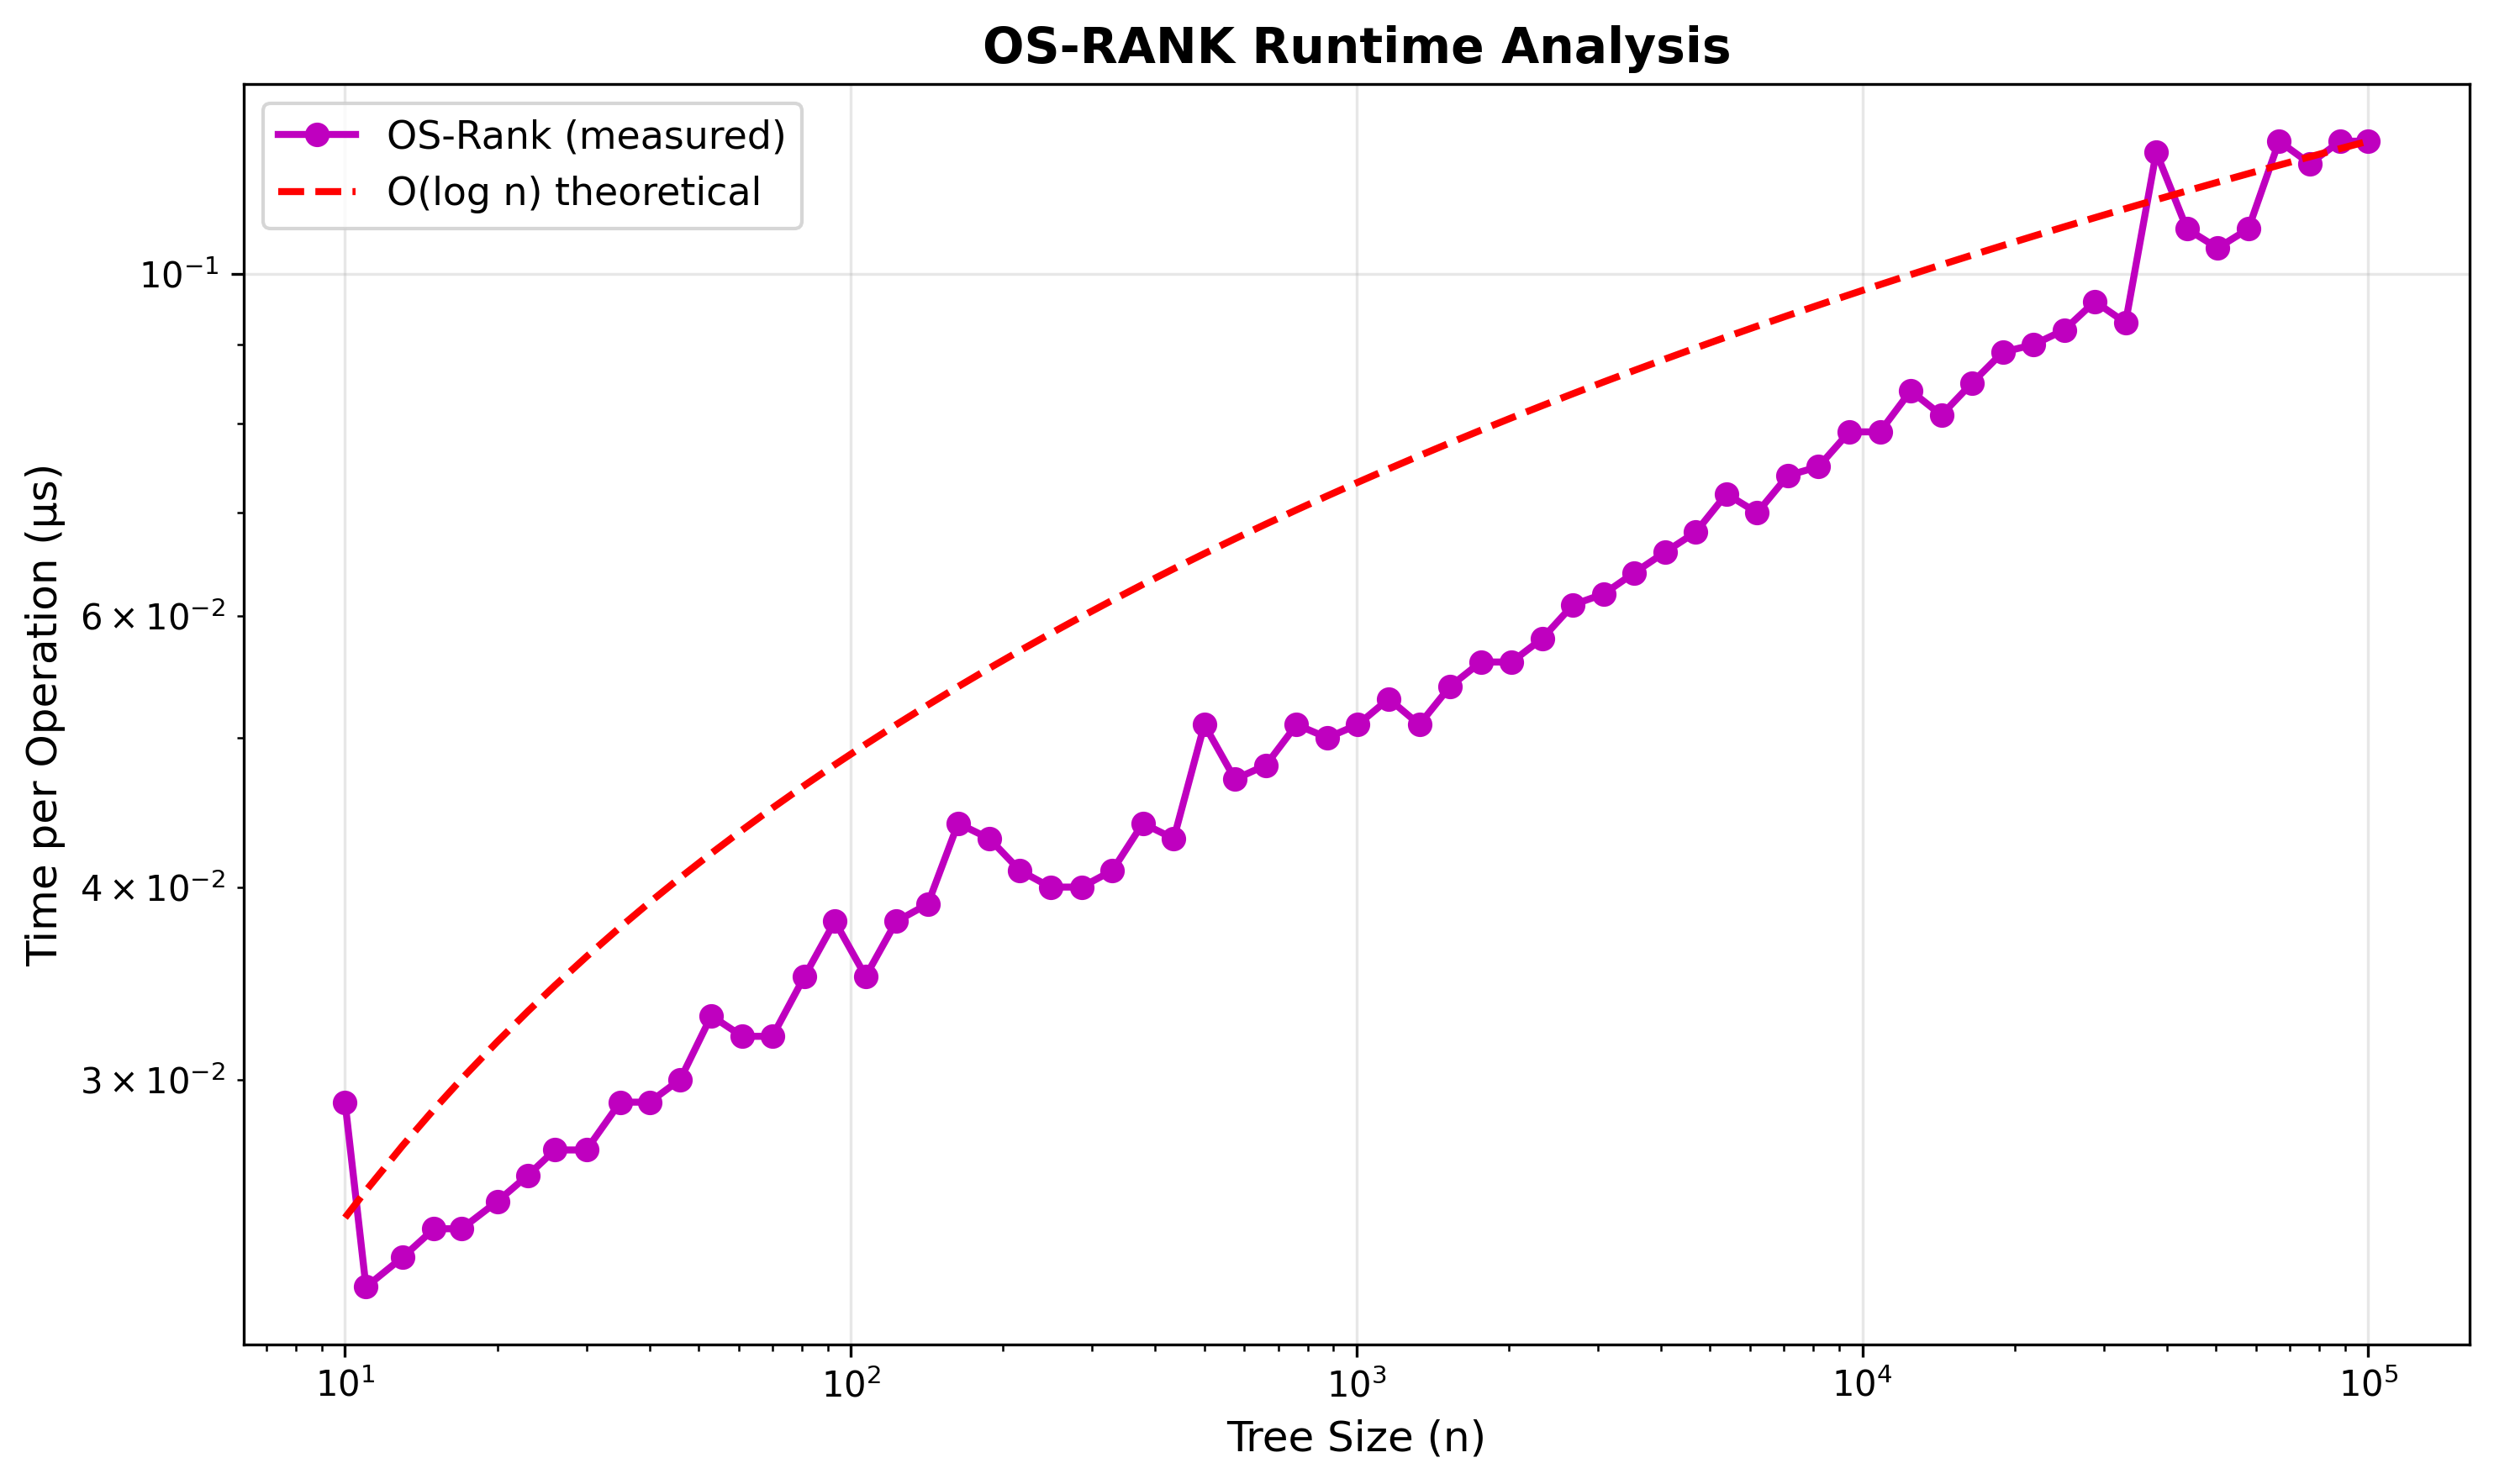 OS-RANK Runtime Analysis
OS-Rank (measured)
O(log n) theoretical
Time per Operation (µs)
10⁻¹
6 × 10⁻²
4 × 10⁻²
3 × 10⁻²
10¹ 10² 10³ 10⁴ 10⁵
Tree Size (n)